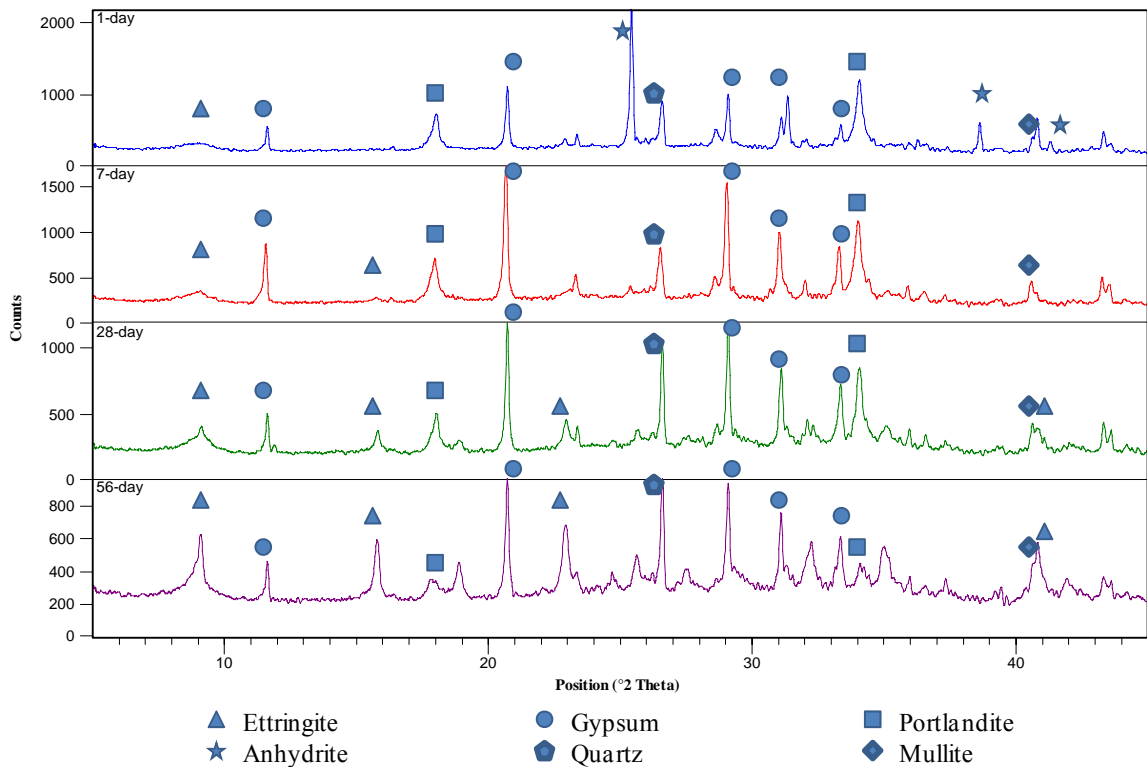 1-day
2000
1000
0
7-day
1500
1000
500
0
28-day
1000
500
0
56-day
800
600
400
200
0
Counts
10
20
30
40
Position (°2 Theta)
Ettringite
Gypsum
Portlandite
Anhydrite
Quartz
Mullite